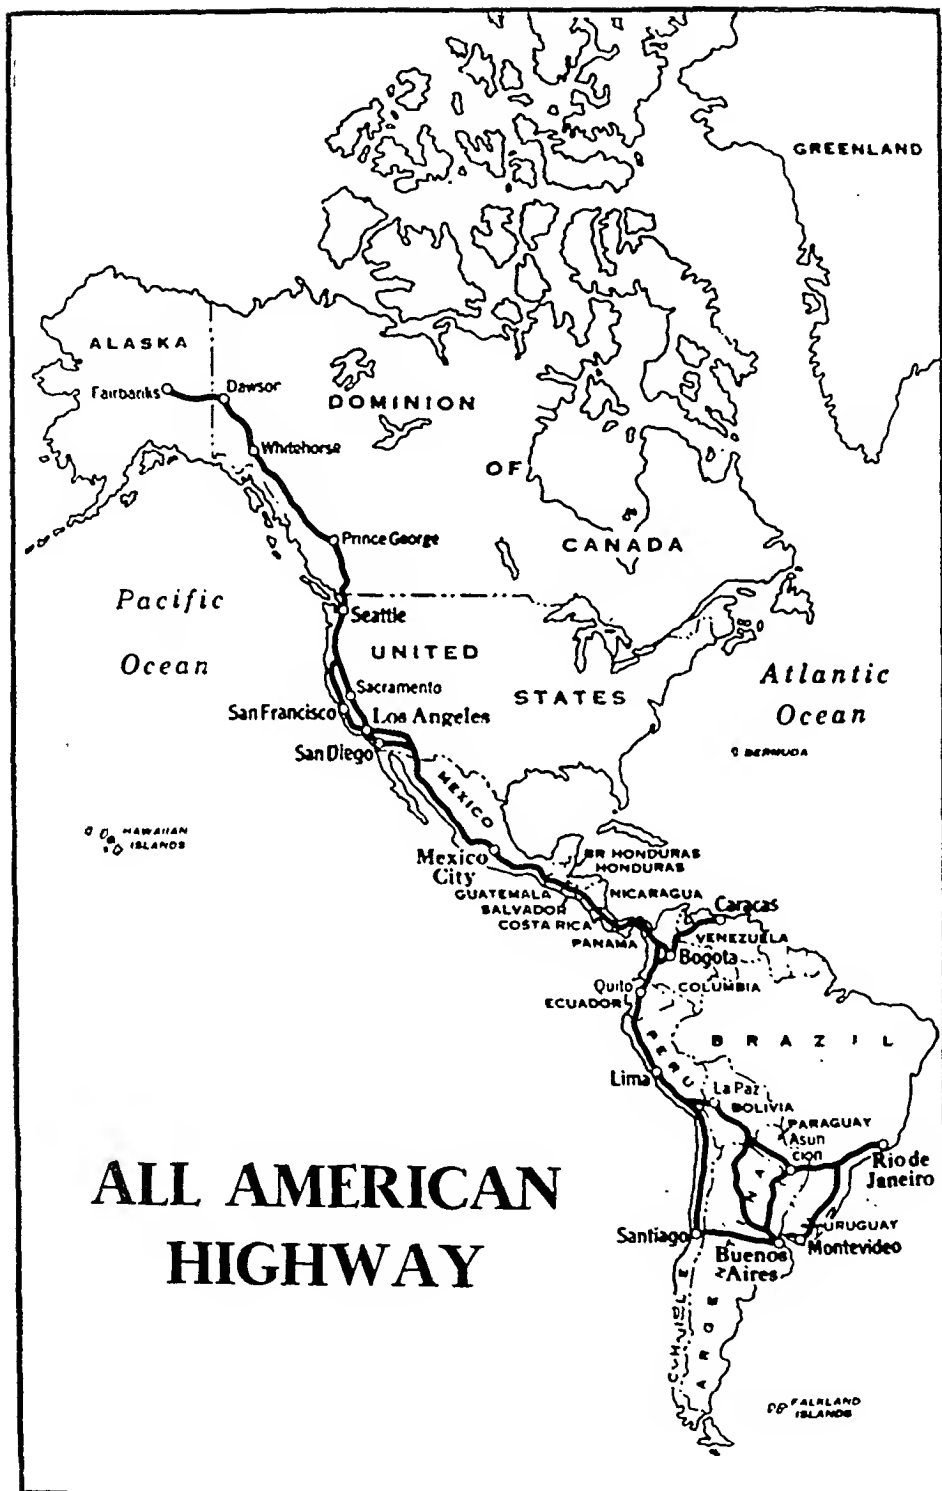 GREENLAND
ALASKA
Fairbanks
Dawson
DOMINION
Whitehorse
OF
Prince George
CANADA
Pacific
Ocean
Seattle
UNITED
STATES
Atlantic
Ocean
Sacramento
San Francisco
Los Angeles
San Diego
BERMUDA
MEXICO
HAWAIIAN
ISLANDS
Mexico
City
BR HONDURAS
HONDURAS
GUATEMALA
NICARAGUA
SALVADOR
COSTA RICA
PANAMA
Caracas
VENEZUELA
Bogota
Quito
COLUMBIA
ECUADOR
BRAZIL
PERU
Lima
La Paz
BOLIVIA
PARAGUAY
Asun
cion
Rio de
Janeiro
ALL AMERICAN
HIGHWAY
Santiago
URUGUAY
Buenos
Aires
Montevideo
CHILE
ARGENTINA
FALKLAND
ISLANDS